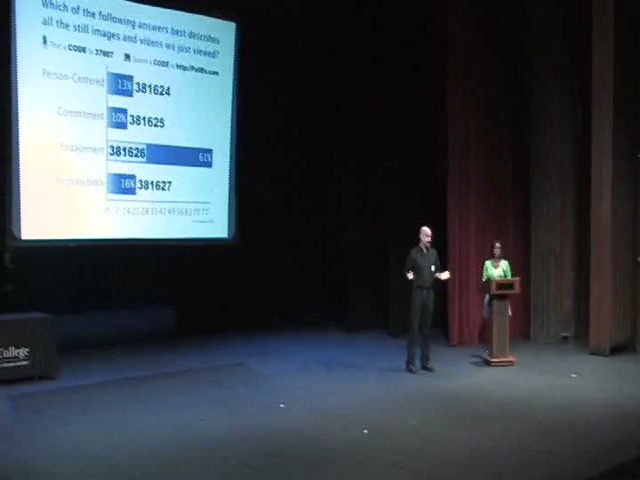 Which of the following answers best describes
all the still images and videos we just viewed?
Text a CODE to 37607
Submit a CODE to http://PollEv.com
Person-Centered 13% 381624
Commitment 10% 381625
Engagement 381626 61%
16% 381627
College